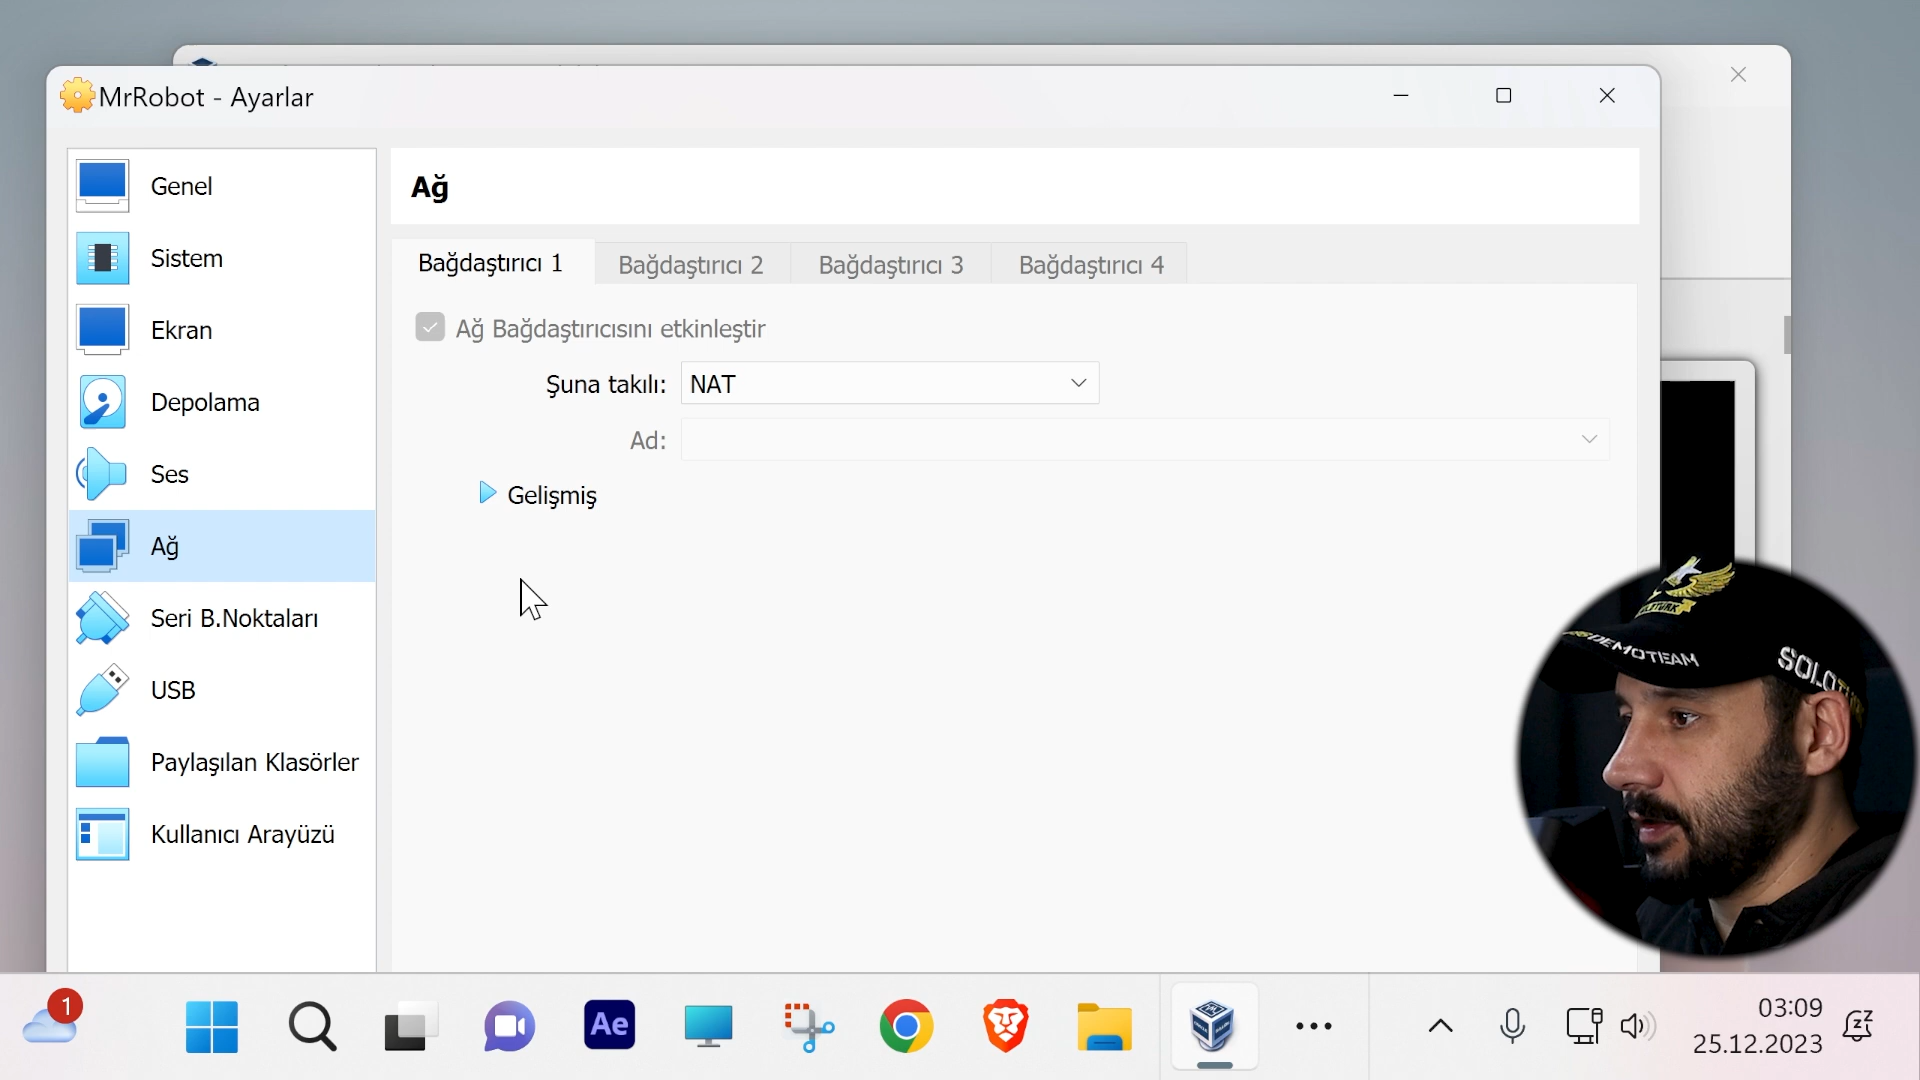 MrRobot - Ayarlar
Genel
Sistem
Ekran
Depolama
Ses
Ağ
Seri B.Noktaları
USB
Paylaşılan Klasörler
Kullanıcı Arayüzü
Ağ
Bağdaştırıcı 1
Bağdaştırıcı 2
Bağdaştırıcı 3
Bağdaştırıcı 4
Ağ Bağdaştırıcısını etkinleştir
Şuna takılı:
NAT
Ad:
Gelişmiş
DEMOTEAM
1
Ae
03:09
25.12.2023